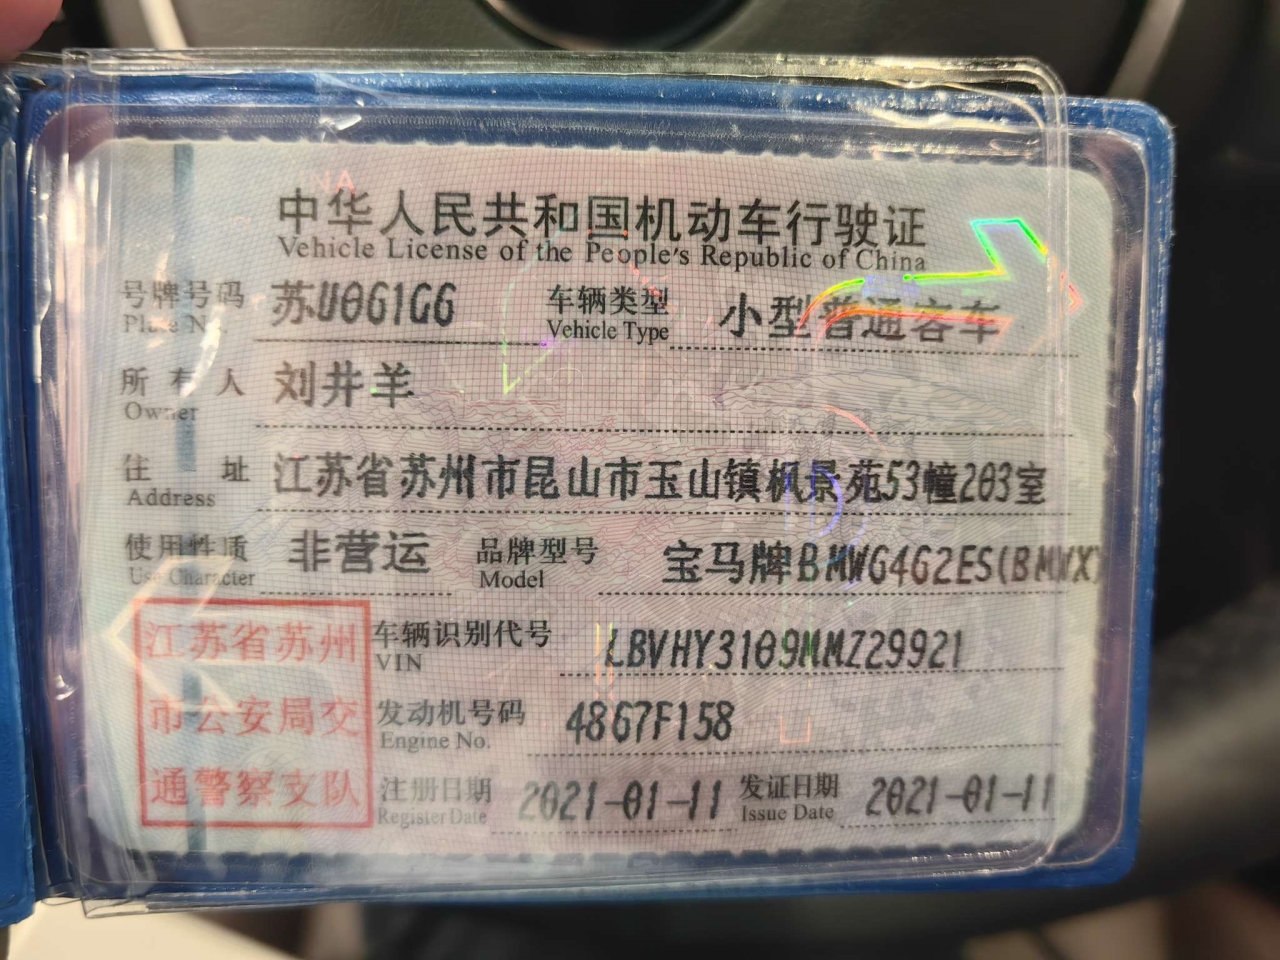 中华人民共和国机动车行驶证
Vehicle License of the People's Republic of China
号牌号码 苏U0G1G6 车辆类型 小型普通客车
Plate No. Vehicle Type
所有人 刘井羊
Owner
住址 江苏省苏州市昆山市玉山镇枫景苑53幢203室
Address
使用性质 非营运 品牌型号 宝马牌BMW6462ES(BMWX
Use Character Model
江苏省苏州
市公安局交
通警察支队
车辆识别代号 LBVHY3109MMZ29921
VIN
发动机号码 4867F158
Engine No.
注册日期 2021-01-11 发证日期 2021-01-11
Register Date Issue Date